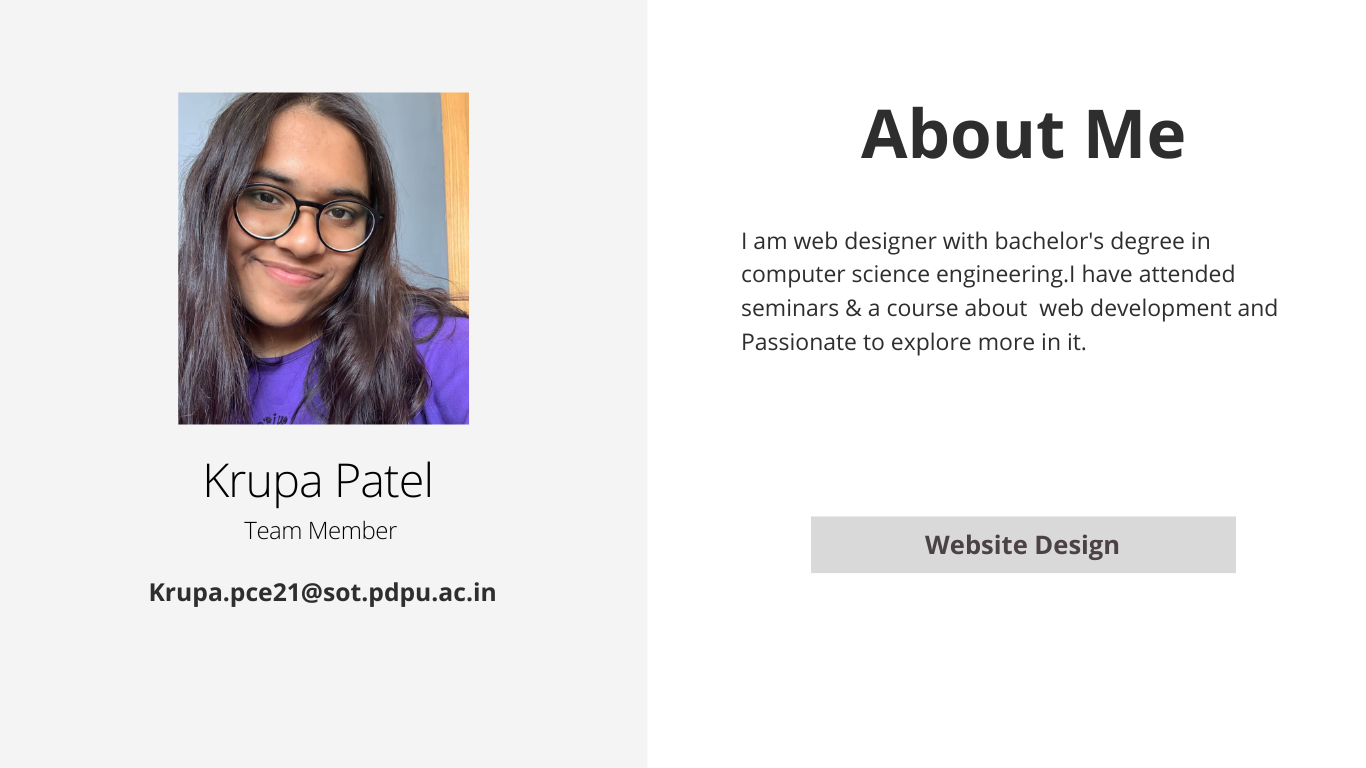 Krupa Patel
Team Member
Krupa.pce21@sot.pdpu.ac.in
About Me
I am web designer with bachelor's degree in
computer science engineering.I have attended
seminars & a course about  web development and
Passionate to explore more in it.
Website Design